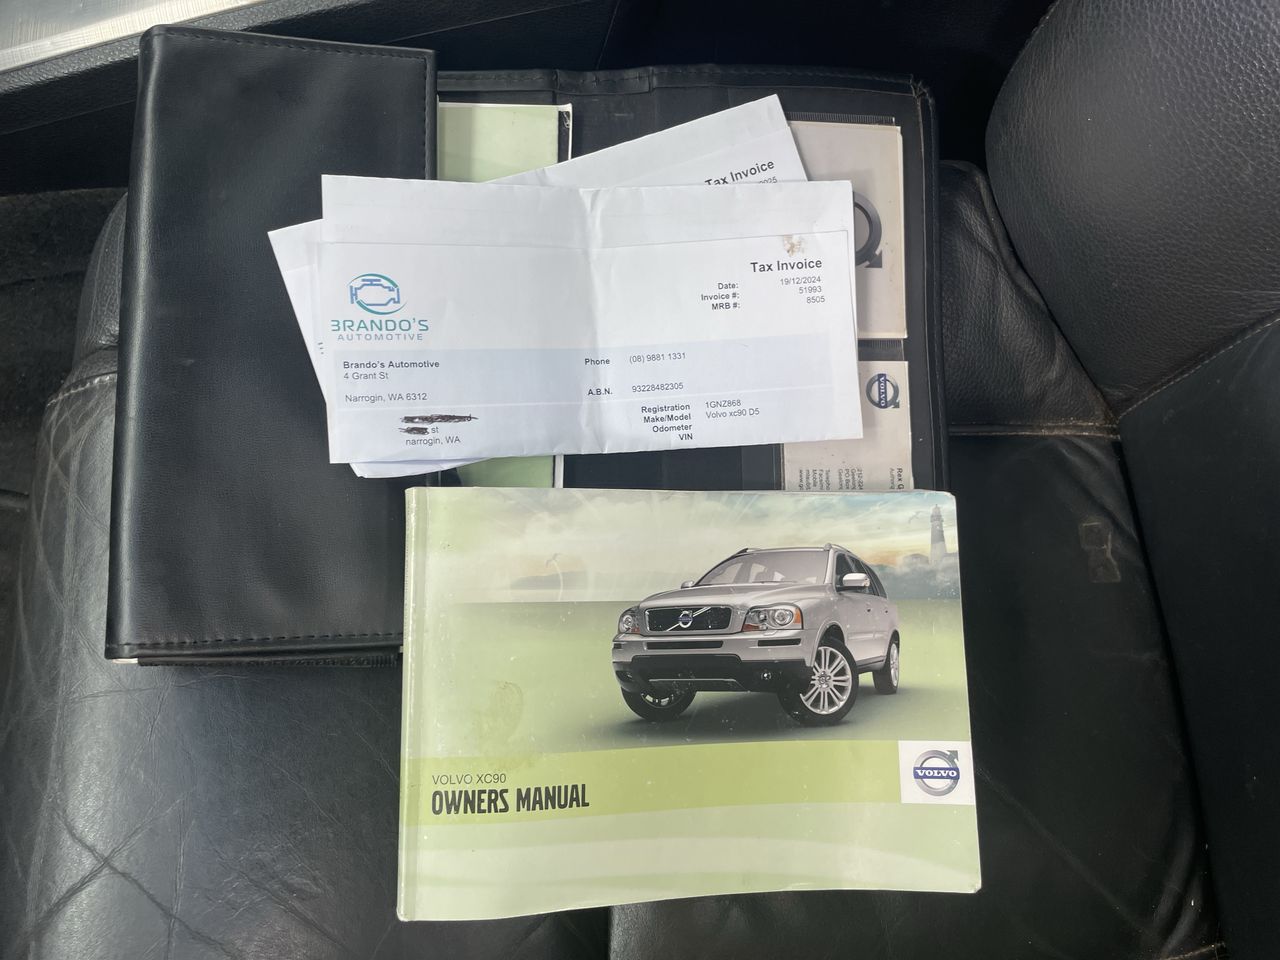 Tax Invoice
2025
Tax Invoice
Date: 19/12/2024
Invoice #: 51993
MRB #: 8505
BRANDO'S
AUTOMOTIVE
Brando's Automotive
4 Grant St
Narrogin, WA 6312
Phone (08) 9881 1331
A.B.N. 93228482305
st
narrogin, WA
Registration 1GNZ868
Make/Model Volvo xc90 D5
Odometer
VIN
VOLVO
Rex G
VOLVO XC90
OWNERS MANUAL
VOLVO